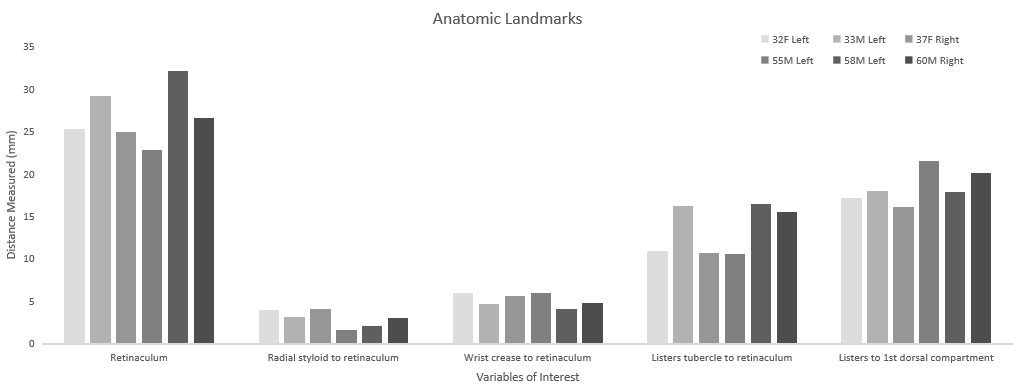 Anatomic Landmarks
32F Left 33M Left 37F Right
55M Left 58M Left 60M Right
Distance Measured (mm)
35
30
25
20
15
10
5
0
Retinaculum Radial styloid to retinaculum Wrist crease to retinaculum Listers tubercle to retinaculum Listers to 1st dorsal compartment
Variables of Interest